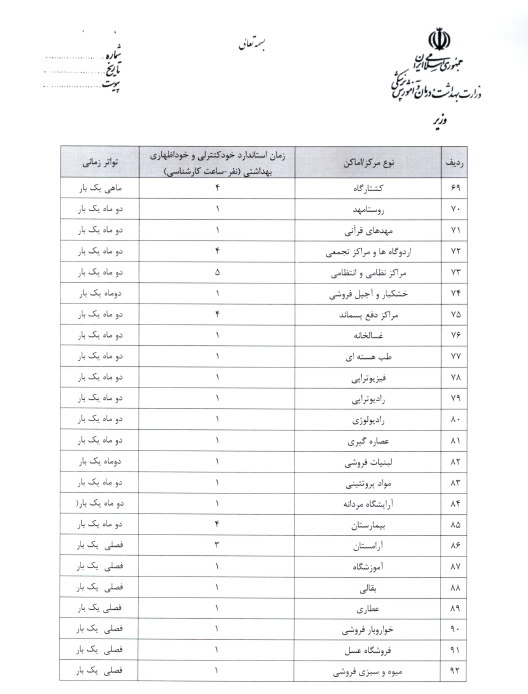 بسمه تعالی
جمهوری اسلامی ایران
وزارت بهداشت درمان و آموزش پزشکی
وزیر
شماره
تاریخ
پیوست
ردیف نوع مرکز/اماکن زمان استاندارد خودکنترلی و خوداظهاری بهداشتی (نفر-ساعت کارشناسی) تواتر زمانی
۶۹ کشتارگاه ۴ ماهی یک بار
۷۰ روستامهد ۱ دو ماه یک بار
۷۱ مهدهای قرآنی ۱ دو ماه یک بار
۷۲ اردوگاه ها و مراکز تجمعی ۴ دو ماه یک بار
۷۳ مراکز نظامی و انتظامی ۵ دو ماه یک بار
۷۴ خشکبار و آجیل فروشی ۱ دوماه یک بار
۷۵ مراکز دفع پسماند ۴ دو ماه یک بار
۷۶ غسالخانه ۱ دو ماه یک بار
۷۷ طب هسته ای ۱ دو ماه یک بار
۷۸ فیزیوتراپی ۱ دو ماه یک بار
۷۹ رادیوتراپی ۱ دو ماه یک بار
۸۰ رادیولوژی ۱ دو ماه یک بار
۸۱ عصاره گیری ۱ دو ماه یک بار
۸۲ لبنیات فروشی ۱ دوماه یک بار
۸۳ مواد پروتئینی ۱ دو ماه یک بار
۸۴ آرایشگاه مردانه ۱ دو ماه یک بار(
۸۵ بیمارستان ۴ دو ماه یک بار
۸۶ آرامستان ۳ فصلی یک بار
۸۷ آموزشگاه ۱ فصلی یک بار
۸۸ بقالی ۱ فصلی یک بار
۸۹ عطاری ۱ فصلی یک بار
۹۰ خواروبار فروشی ۱ فصلی یک بار
۹۱ فروشگاه عسل ۱ فصلی یک بار
۹۲ میوه و سبزی فروشی ۱ فصلی یک بار